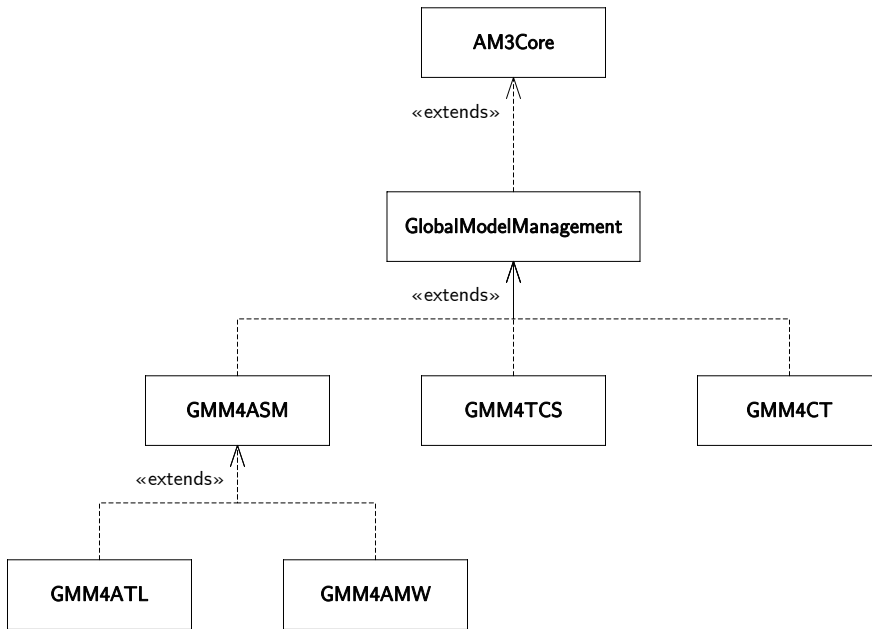 AM3Core
«extends»
GlobalModelManagement
«extends»
GMM4ASM
GMM4TCS
GMM4CT
«extends»
GMM4ATL
GMM4AMW